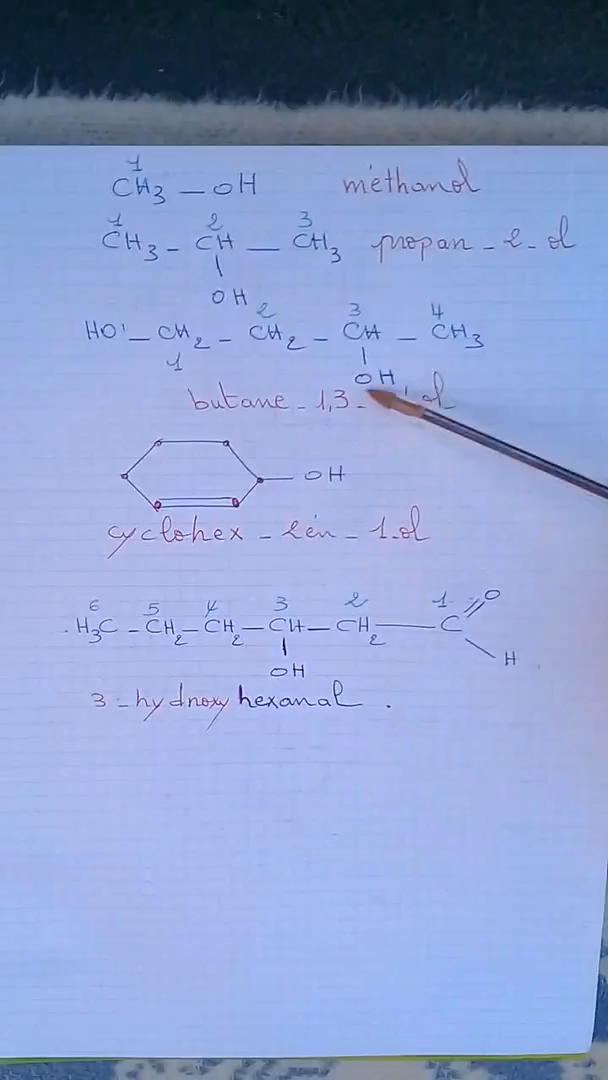 1
CH3 - OH méthanol
1 2 3
CH3 - CH - CH3 propan - 2 - ol
OH
2 3 4
HO - CH2 - CH2 - CH - CH3
1
OH
butane - 1,3 - ol
OH
cyclohex - 2én - 1-ol
6 5 4 3 2 1 O
H3C - CH2 - CH2 - CH - CH2 - C
H
OH
3 - hydroxy hexanal .